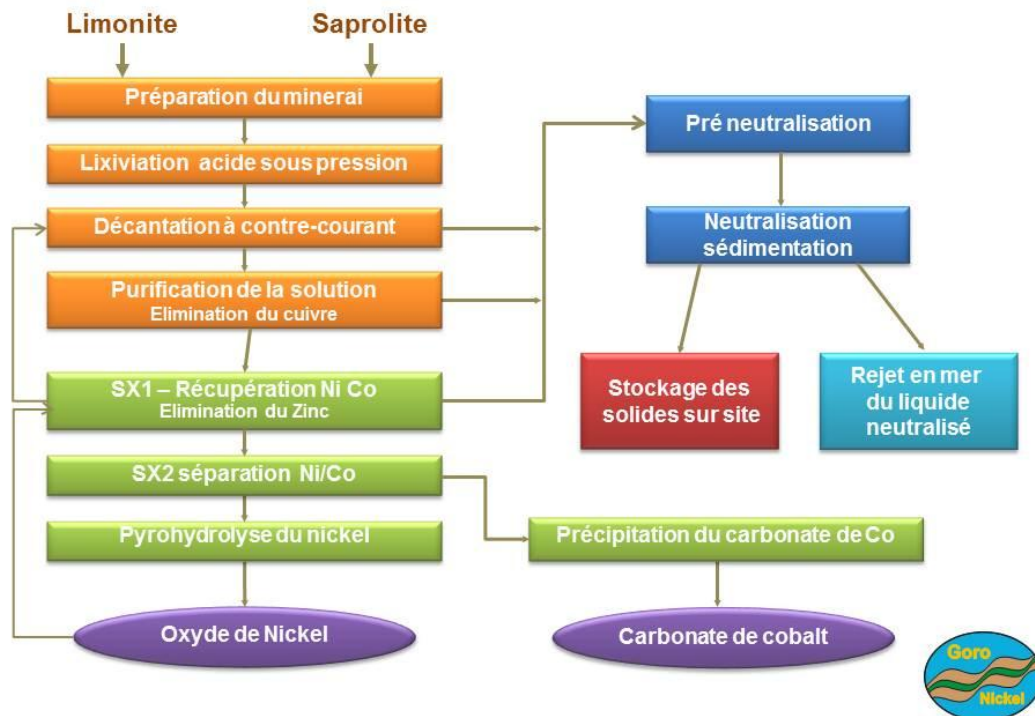 Limonite
Saprolite
Préparation du minerai
Lixiviation acide sous pression
Décantation à contre-courant
Purification de la solution
Elimination du cuivre
SX1 – Récupération Ni Co
Elimination du Zinc
SX2 séparation Ni/Co
Pyrohydrolyse du nickel
Oxyde de Nickel
Pré neutralisation
Neutralisation
sédimentation
Stockage des
solides sur site
Rejet en mer
du liquide
neutralisé
Précipitation du carbonate de Co
Carbonate de cobalt
Goro
Nickel